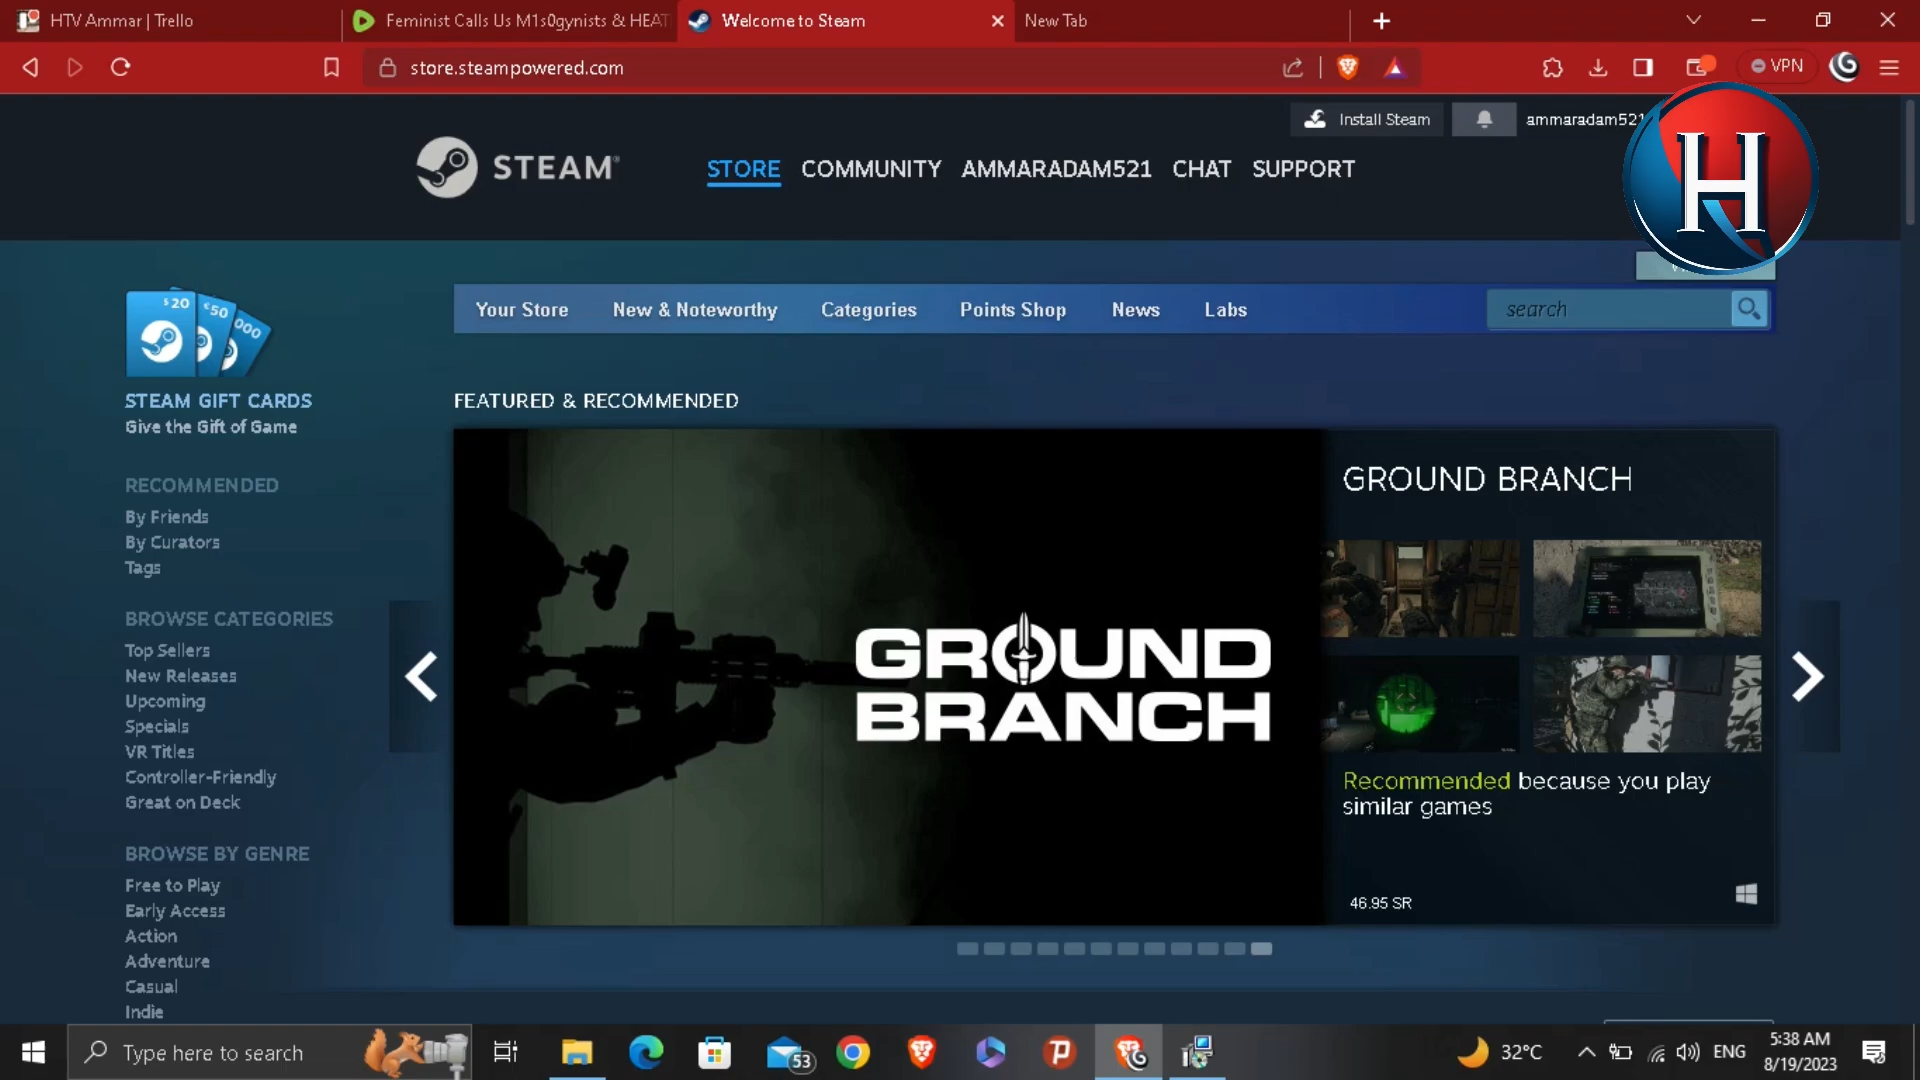 HTV Ammar | Trello
Feminist Calls Us M1s0gynists & HEAT
Welcome to Steam
New Tab
store.steampowered.com
VPN
Install Steam
ammaradam521
STEAM
STORE
COMMUNITY
AMMARADAM521
CHAT
SUPPORT
H
$20
€50
000
STEAM GIFT CARDS
Give the Gift of Game
Your Store
New & Noteworthy
Categories
Points Shop
News
Labs
search
FEATURED & RECOMMENDED
RECOMMENDED
By Friends
By Curators
Tags
BROWSE CATEGORIES
Top Sellers
New Releases
Upcoming
Specials
VR Titles
Controller-Friendly
Great on Deck
BROWSE BY GENRE
Free to Play
Early Access
Action
Adventure
Casual
Indie
GROUND
BRANCH
GROUND BRANCH
Recommended because you play
similar games
46.95 SR
Type here to search
53
32°C
ENG
5:38 AM
8/19/2023